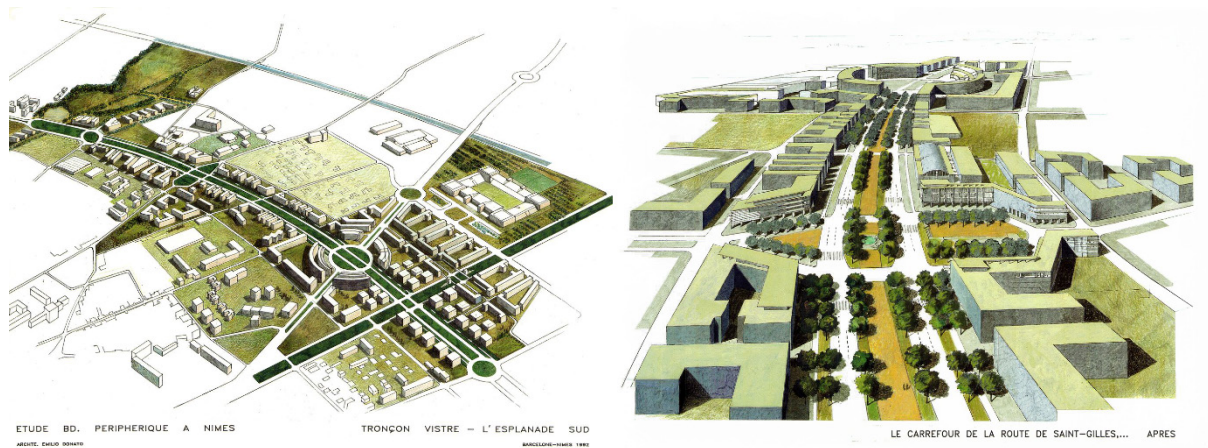 ETUDE BD. PERIPHERIQUE A NIMES
TRONÇON VISTRE – L'ESPLANADE SUD
ARCHTE. EMILIO DONATO
BARCELONE–NIMES 1992
LE CARREFOUR DE LA ROUTE DE SAINT-GILLES,... APRES